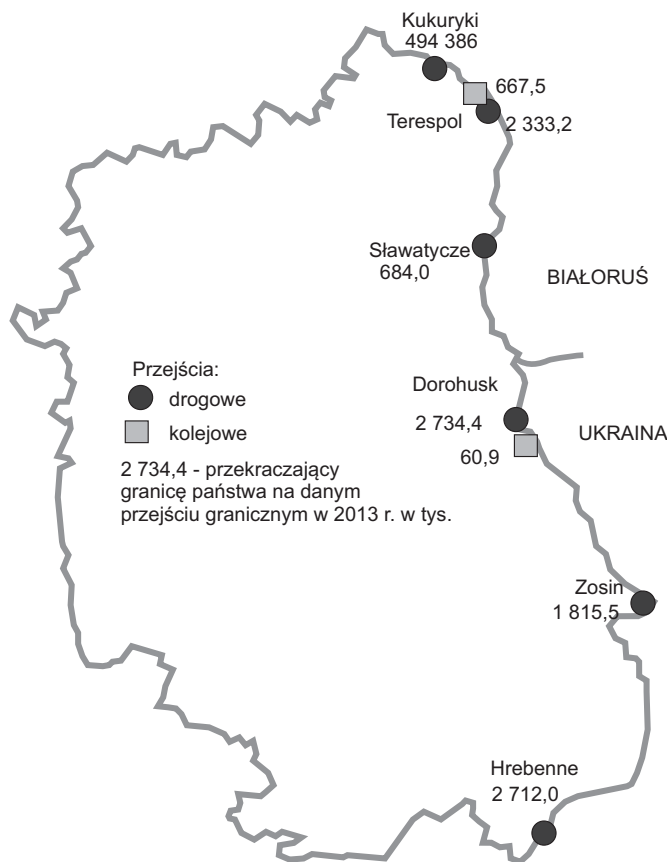 Kukuryki
494 386
667,5
Terespol
2 333,2
Sławatycze
684,0
BIAŁORUŚ
Przejścia:
drogowe
kolejowe
2 734,4 - przekraczający
granicę państwa na danym
przejściu granicznym w 2013 r. w tys.
Dorohusk
2 734,4
60,9
UKRAINA
Zosin
1 815,5
Hrebenne
2 712,0